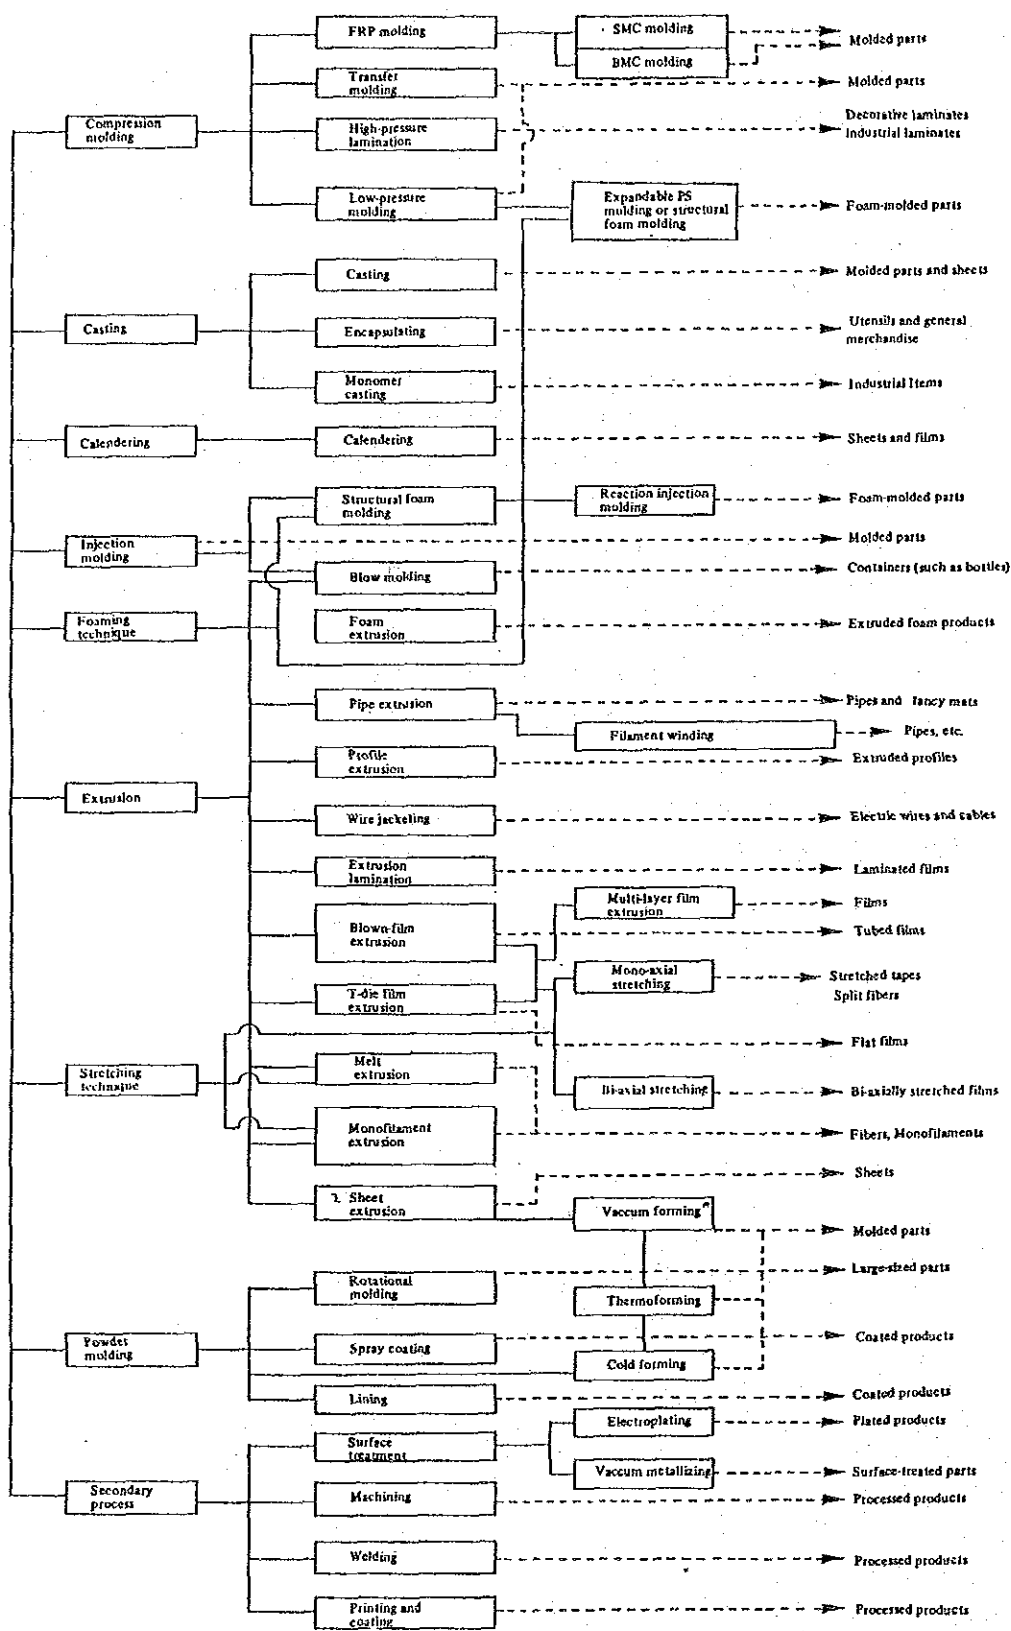 FRP molding
SMC molding
BMC molding
Molded parts
Transfer
molding
Molded parts
Compression
molding
High-pressure
lamination
Decorative laminates
Industrial laminates
Low-pressure
molding
Expandable PS
molding or structural
foam molding
Foam-molded parts
Casting
Molded parts and sheets
Casting
Encapsulating
Utensils and general
merchandise
Monomer
casting
Industrial Items
Calendering
Calendering
Sheets and films
Structural foam
molding
Reaction injection
molding
Foam-molded parts
Injection
molding
Molded parts
Blow molding
Containers (such as bottles)
Foaming
technique
Foam
extrusion
Extruded foam products
Pipe extrusion
Pipes and fancy mats
Filament winding
Pipes, etc.
Profile
extrusion
Extruded profiles
Extrusion
Wire jacketing
Electric wires and cables
Extrusion
lamination
Laminated films
Multi-layer film
extrusion
Films
Blown-film
extrusion
Tubed films
Mono-axial
stretching
Stretched tapes
Split fibers
T-die film
extrusion
Flat films
Stretching
technique
Melt
extrusion
Bi-axial stretching
Bi-axially stretched films
Monofilament
extrusion
Fibers, Monofilaments
Sheet
extrusion
Sheets
Vaccum forming
Molded parts
Rotational
molding
Large-sized parts
Thermoforming
Powder
molding
Spray coating
Coated products
Cold forming
Lining
Coated products
Electroplating
Plated products
Surface
treatment
Vaccum metallizing
Surface-treated parts
Secondary
process
Machining
Processed products
Welding
Processed products
Printing and
coating
Processed products